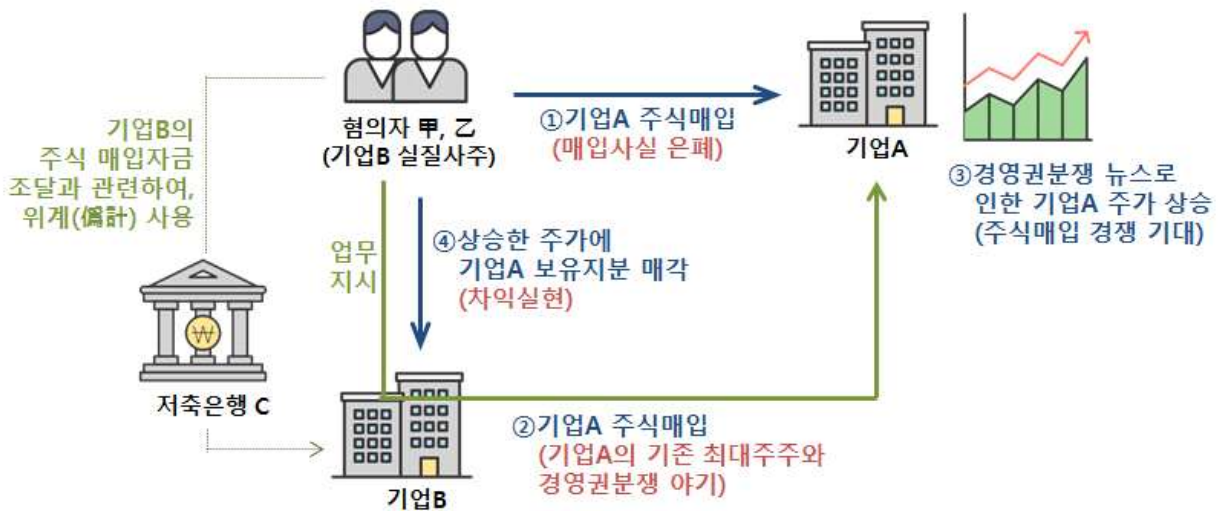 혐의자 甲, 乙
(기업B 실질사주)
①기업A 주식매입
(매입사실 은폐)
기업A
기업B의
주식 매입자금
조달과 관련하여,
위계(僞計) 사용
③경영권분쟁 뉴스로
인한 기업A 주가 상승
(주식매입 경쟁 기대)
업무
지시
④상승한 주가에
기업A 보유지분 매각
(차익실현)
₩
저축은행 C
②기업A 주식매입
(기업A의 기존 최대주주와
경영권분쟁 야기)
기업B